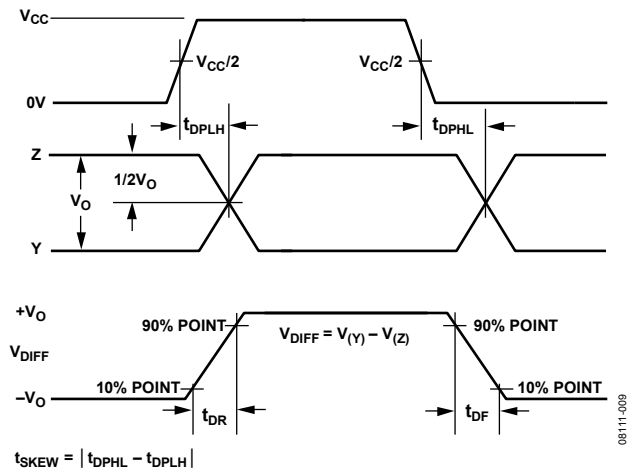 VCC
VCC/2
VCC/2
0V
tDPLH
tDPHL
Z
1/2VO
VO
Y
+VO
90% POINT
VDIFF = V(Y) – V(Z)
90% POINT
VDIFF
10% POINT
10% POINT
–VO
tDR
tDF
tSKEW = | tDPHL – tDPLH |
08111-009